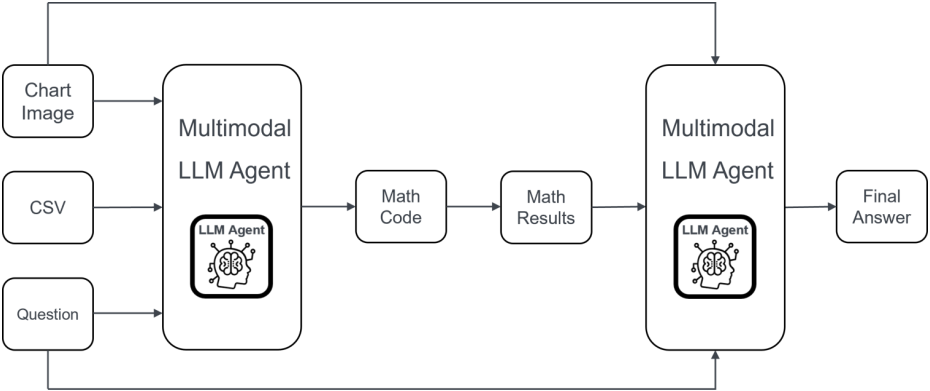 Chart
Image
CSV
Question
Multimodal
LLM Agent
LLM Agent
Math
Code
Math
Results
Multimodal
LLM Agent
LLM Agent
Final
Answer